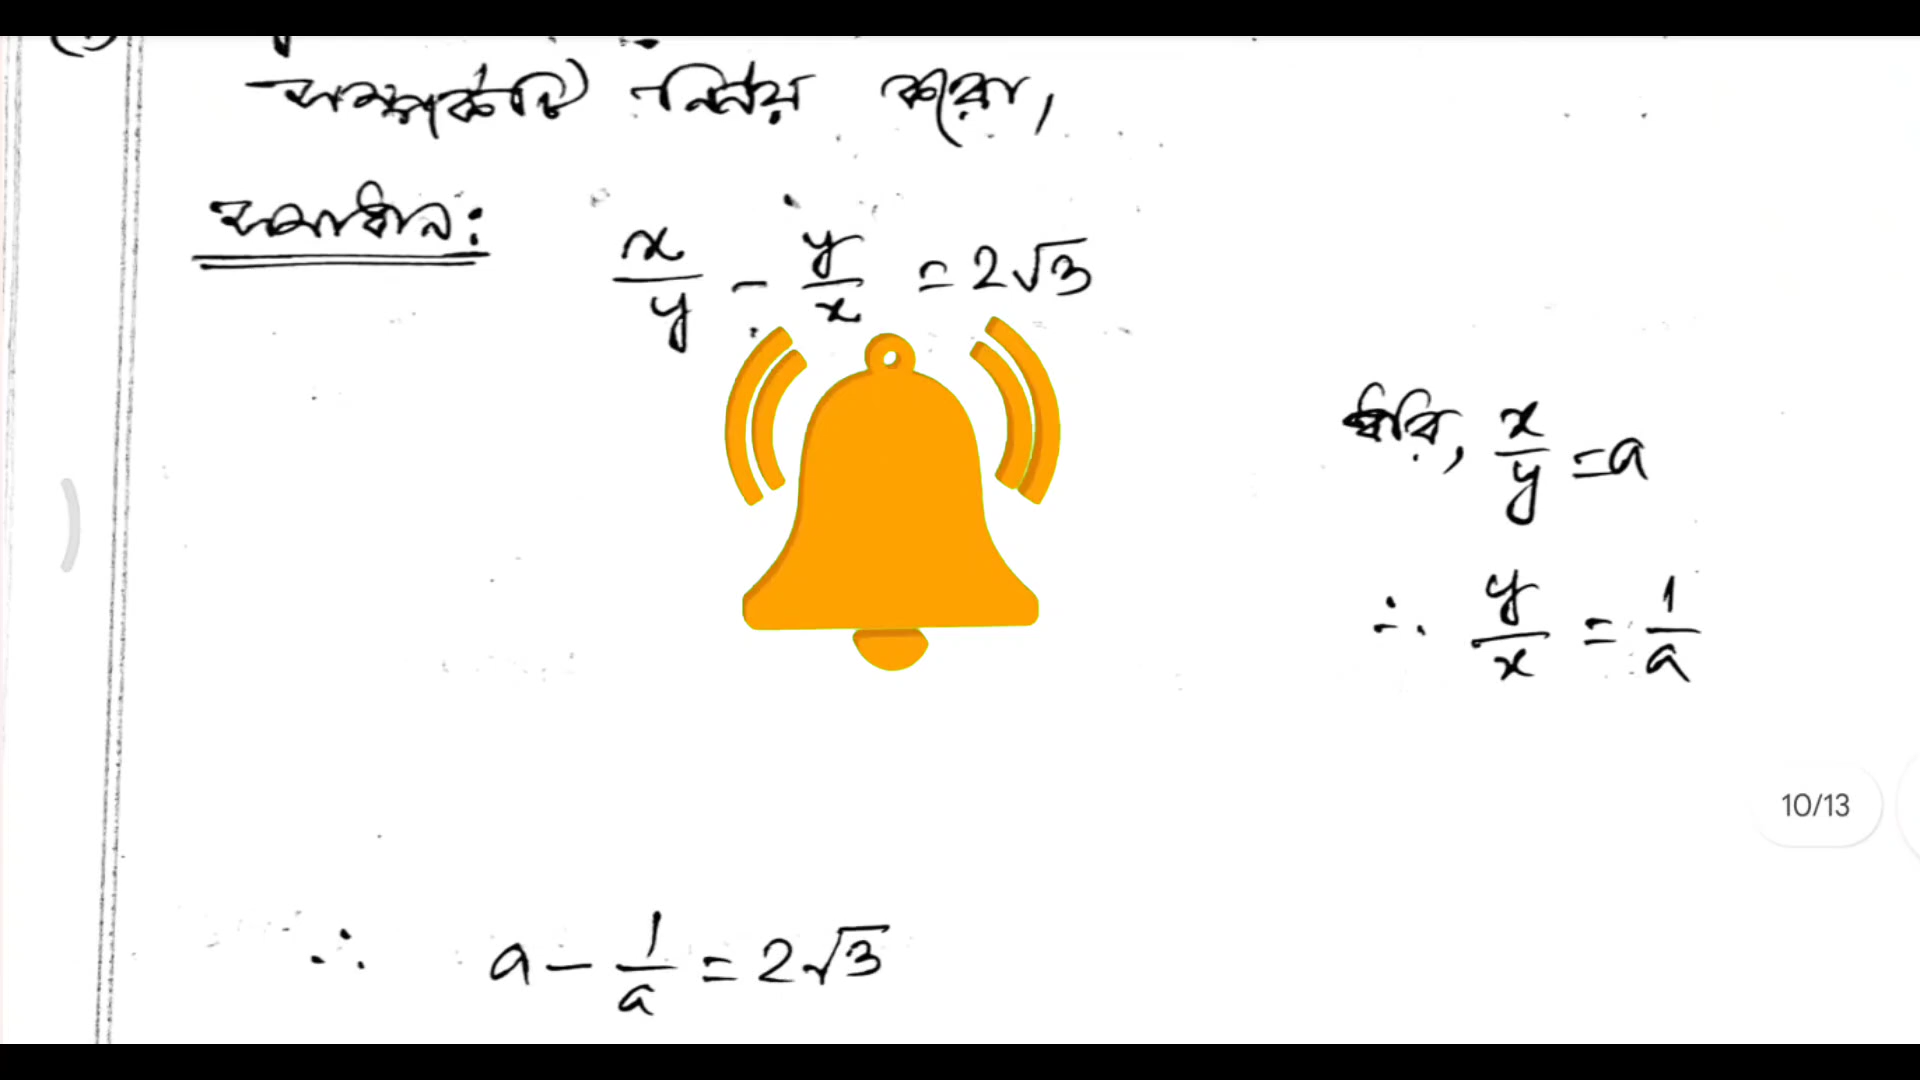 সম্পর্কটি নির্ণয় করো,
সমাধান: x/y - y/x = 2√3
ধরি, x/y = a
∴ y/x = 1/a
10/13
∴ a - 1/a = 2√3